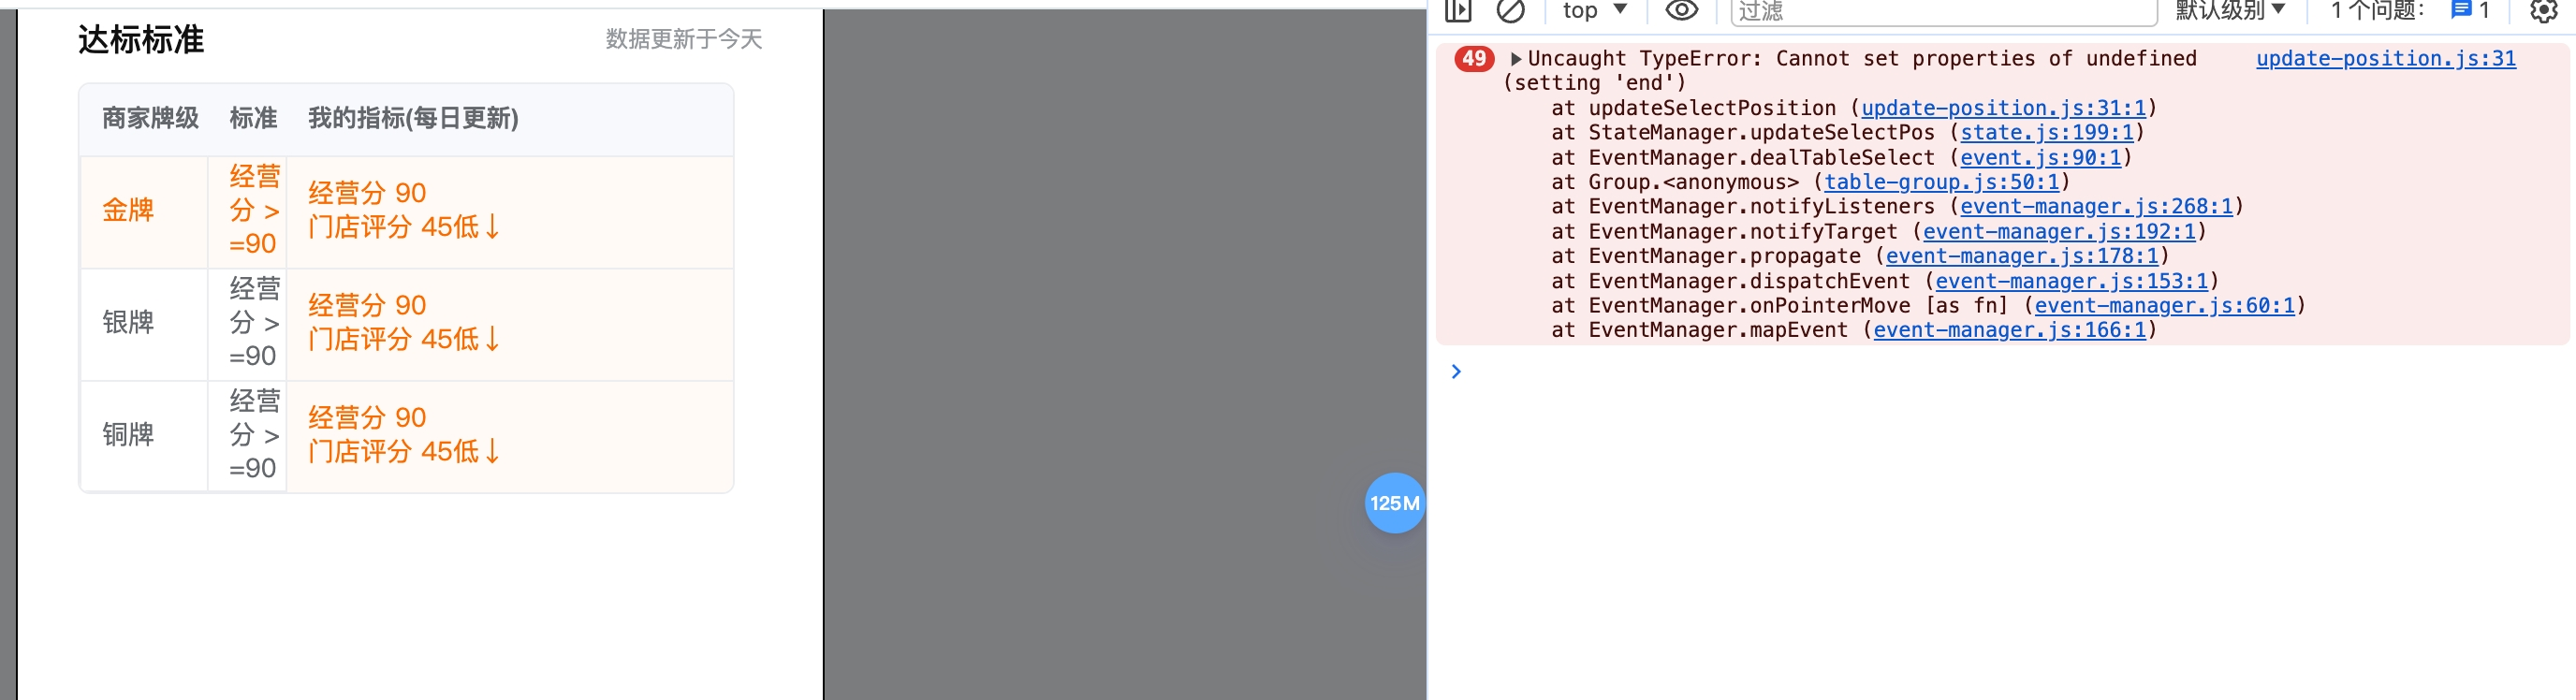 达标标准
数据更新于今天
商家牌级 标准 我的指标(每日更新)
金牌
经营
分 >
=90
经营分 90
门店评分 45低↓
银牌
经营
分 >
=90
经营分 90
门店评分 45低↓
铜牌
经营
分 >
=90
经营分 90
门店评分 45低↓
125M
top 过滤 默认级别 1 个问题: 1
49 Uncaught TypeError: Cannot set properties of undefined update-position.js:31
(setting 'end')
at updateSelectPosition (update-position.js:31:1)
at StateManager.updateSelectPos (state.js:199:1)
at EventManager.dealTableSelect (event.js:90:1)
at Group.<anonymous> (table-group.js:50:1)
at EventManager.notifyListeners (event-manager.js:268:1)
at EventManager.notifyTarget (event-manager.js:192:1)
at EventManager.propagate (event-manager.js:178:1)
at EventManager.dispatchEvent (event-manager.js:153:1)
at EventManager.onPointerMove [as fn] (event-manager.js:60:1)
at EventManager.mapEvent (event-manager.js:166:1)